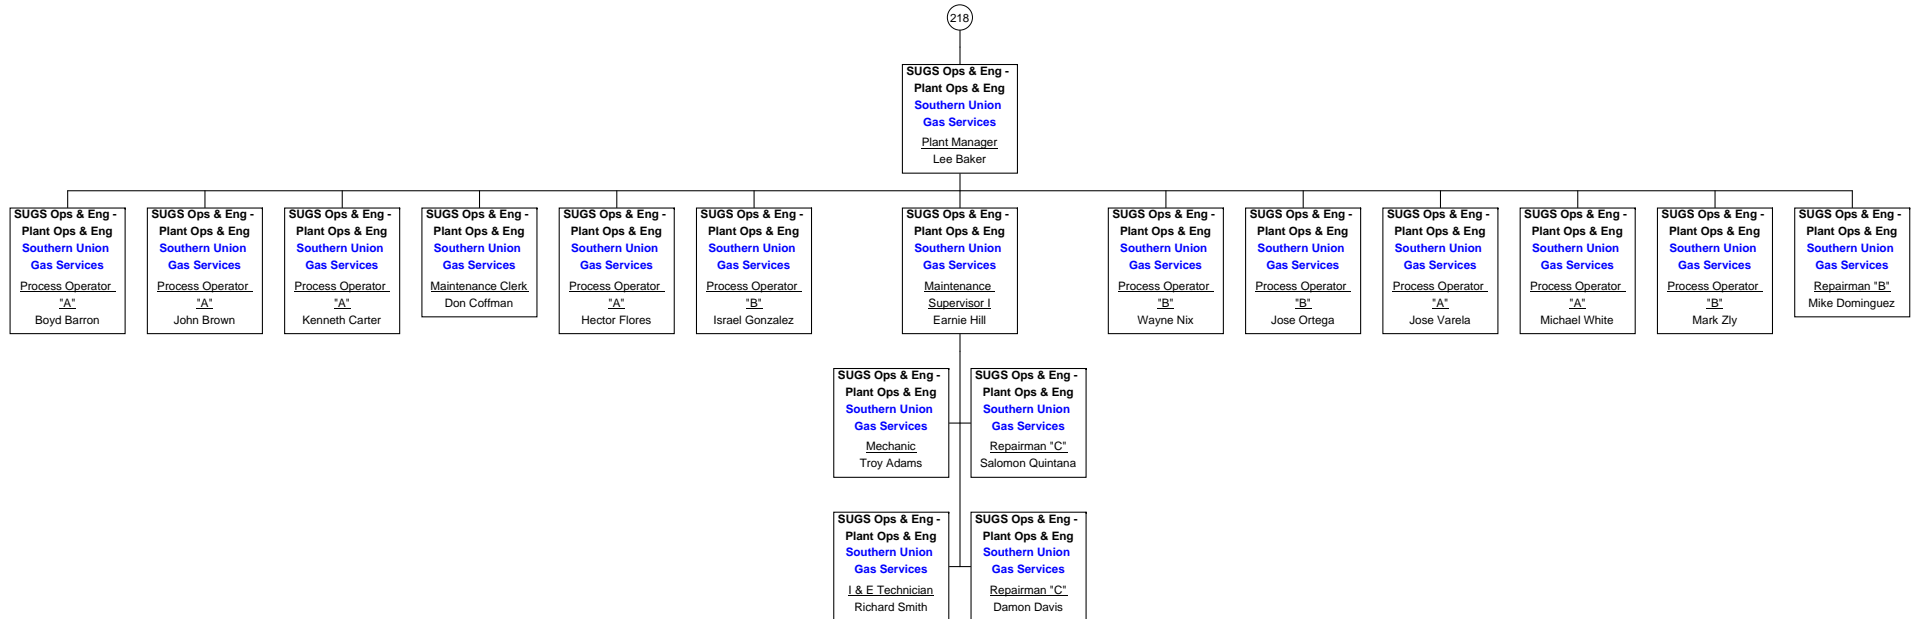 218
SUGS Ops & Eng -
Plant Ops & Eng
Southern Union
Gas Services
Plant Manager
Lee Baker
SUGS Ops & Eng -
Plant Ops & Eng
Southern Union
Gas Services
Process Operator
"A"
Boyd Barron
SUGS Ops & Eng -
Plant Ops & Eng
Southern Union
Gas Services
Process Operator
"A"
John Brown
SUGS Ops & Eng -
Plant Ops & Eng
Southern Union
Gas Services
Process Operator
"A"
Kenneth Carter
SUGS Ops & Eng -
Plant Ops & Eng
Southern Union
Gas Services
Maintenance Clerk
Don Coffman
SUGS Ops & Eng -
Plant Ops & Eng
Southern Union
Gas Services
Process Operator
"A"
Hector Flores
SUGS Ops & Eng -
Plant Ops & Eng
Southern Union
Gas Services
Process Operator
"B"
Israel Gonzalez
SUGS Ops & Eng -
Plant Ops & Eng
Southern Union
Gas Services
Maintenance
Supervisor I
Earnie Hill
SUGS Ops & Eng -
Plant Ops & Eng
Southern Union
Gas Services
Process Operator
"B"
Wayne Nix
SUGS Ops & Eng -
Plant Ops & Eng
Southern Union
Gas Services
Process Operator
"B"
Jose Ortega
SUGS Ops & Eng -
Plant Ops & Eng
Southern Union
Gas Services
Process Operator
"A"
Jose Varela
SUGS Ops & Eng -
Plant Ops & Eng
Southern Union
Gas Services
Process Operator
"A"
Michael White
SUGS Ops & Eng -
Plant Ops & Eng
Southern Union
Gas Services
Process Operator
"B"
Mark Zly
SUGS Ops & Eng -
Plant Ops & Eng
Southern Union
Gas Services
Repairman "B"
Mike Dominguez
SUGS Ops & Eng -
Plant Ops & Eng
Southern Union
Gas Services
Mechanic
Troy Adams
SUGS Ops & Eng -
Plant Ops & Eng
Southern Union
Gas Services
Repairman "C"
Salomon Quintana
SUGS Ops & Eng -
Plant Ops & Eng
Southern Union
Gas Services
I & E Technician
Richard Smith
SUGS Ops & Eng -
Plant Ops & Eng
Southern Union
Gas Services
Repairman "C"
Damon Davis